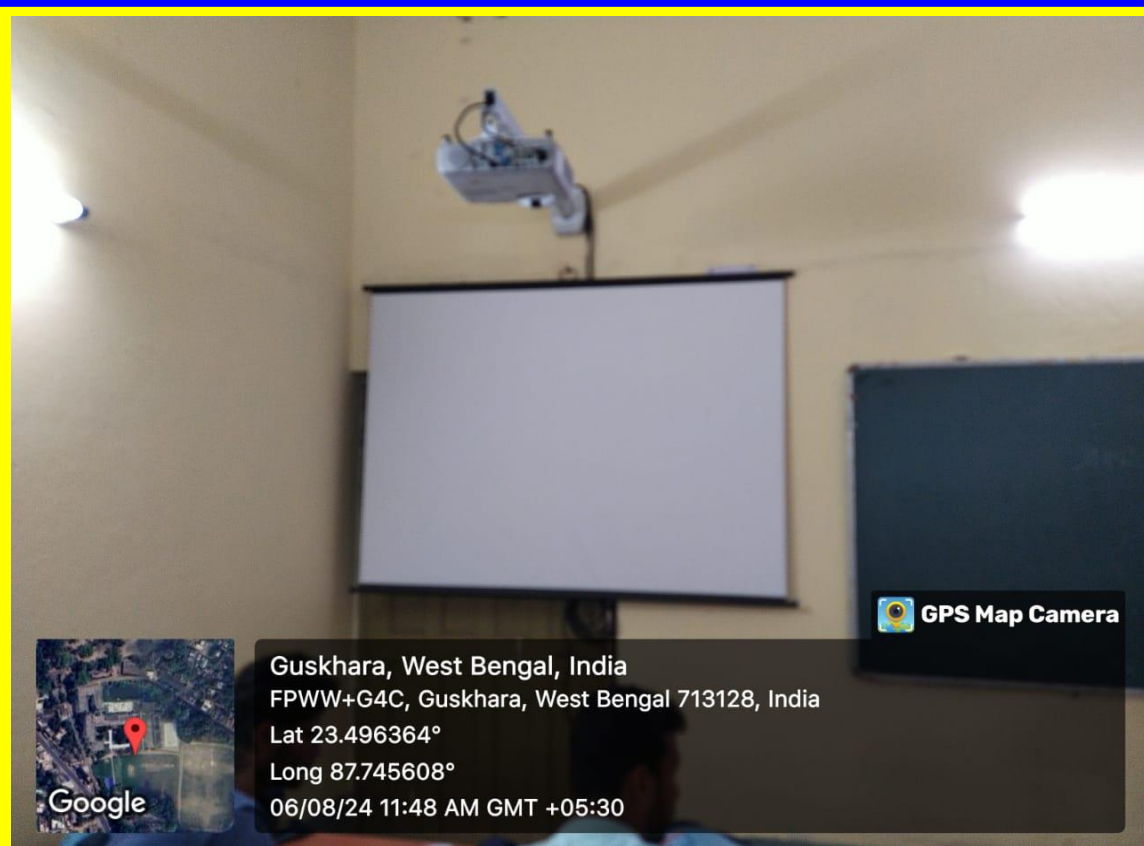 GPS Map Camera
Guskhara, West Bengal, India
FPWW+G4C, Guskhara, West Bengal 713128, India
Lat 23.496364°
Long 87.745608°
06/08/24 11:48 AM GMT +05:30
Google